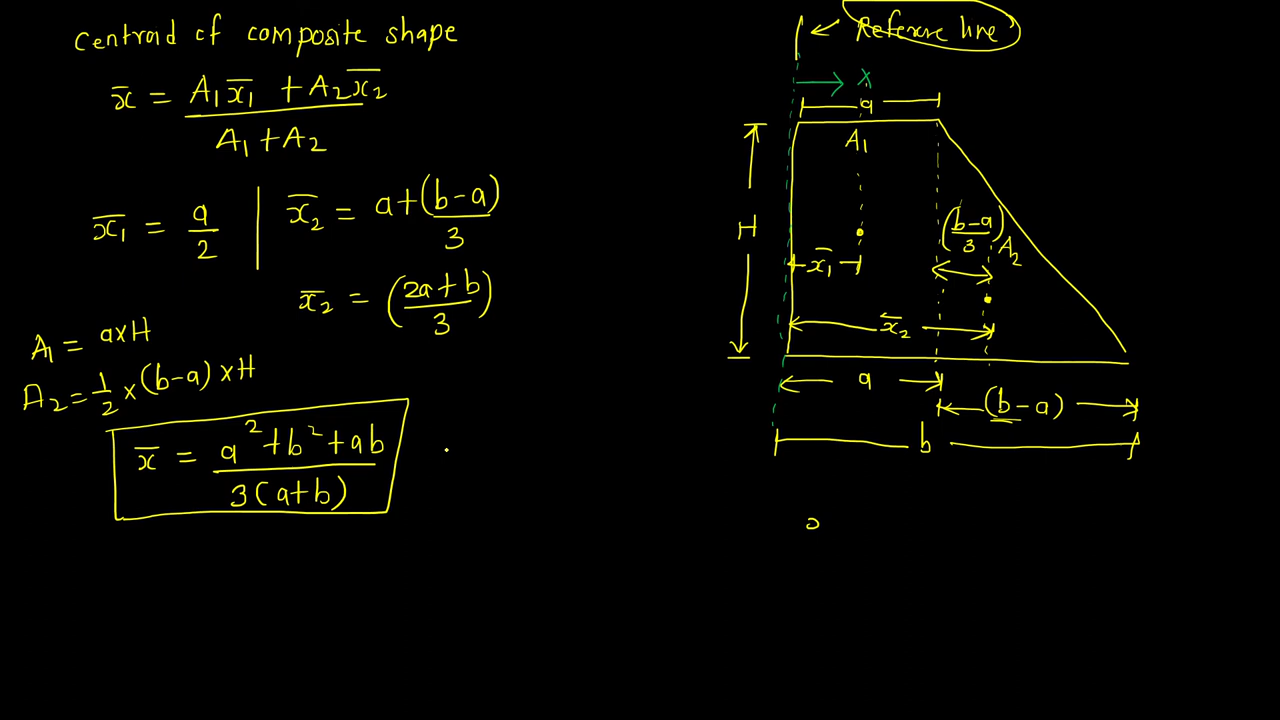 Centroid of composite shape
x̄ = (A₁x̄₁ + A₂x̄₂) / (A₁ + A₂)
x̄₁ = a/2 | x̄₂ = a+(b-a)/3
x̄₂ = ((2a+b)/3)
A₁ = a×H
A₂ = 1/2 × (b-a) × H
x̄ = (a² + b² + ab) / 3(a+b)
Reference line
x
a
A₁
H
((b-a)/3)
A₂
x̄₁
x̄₂
a
(b-a)
b